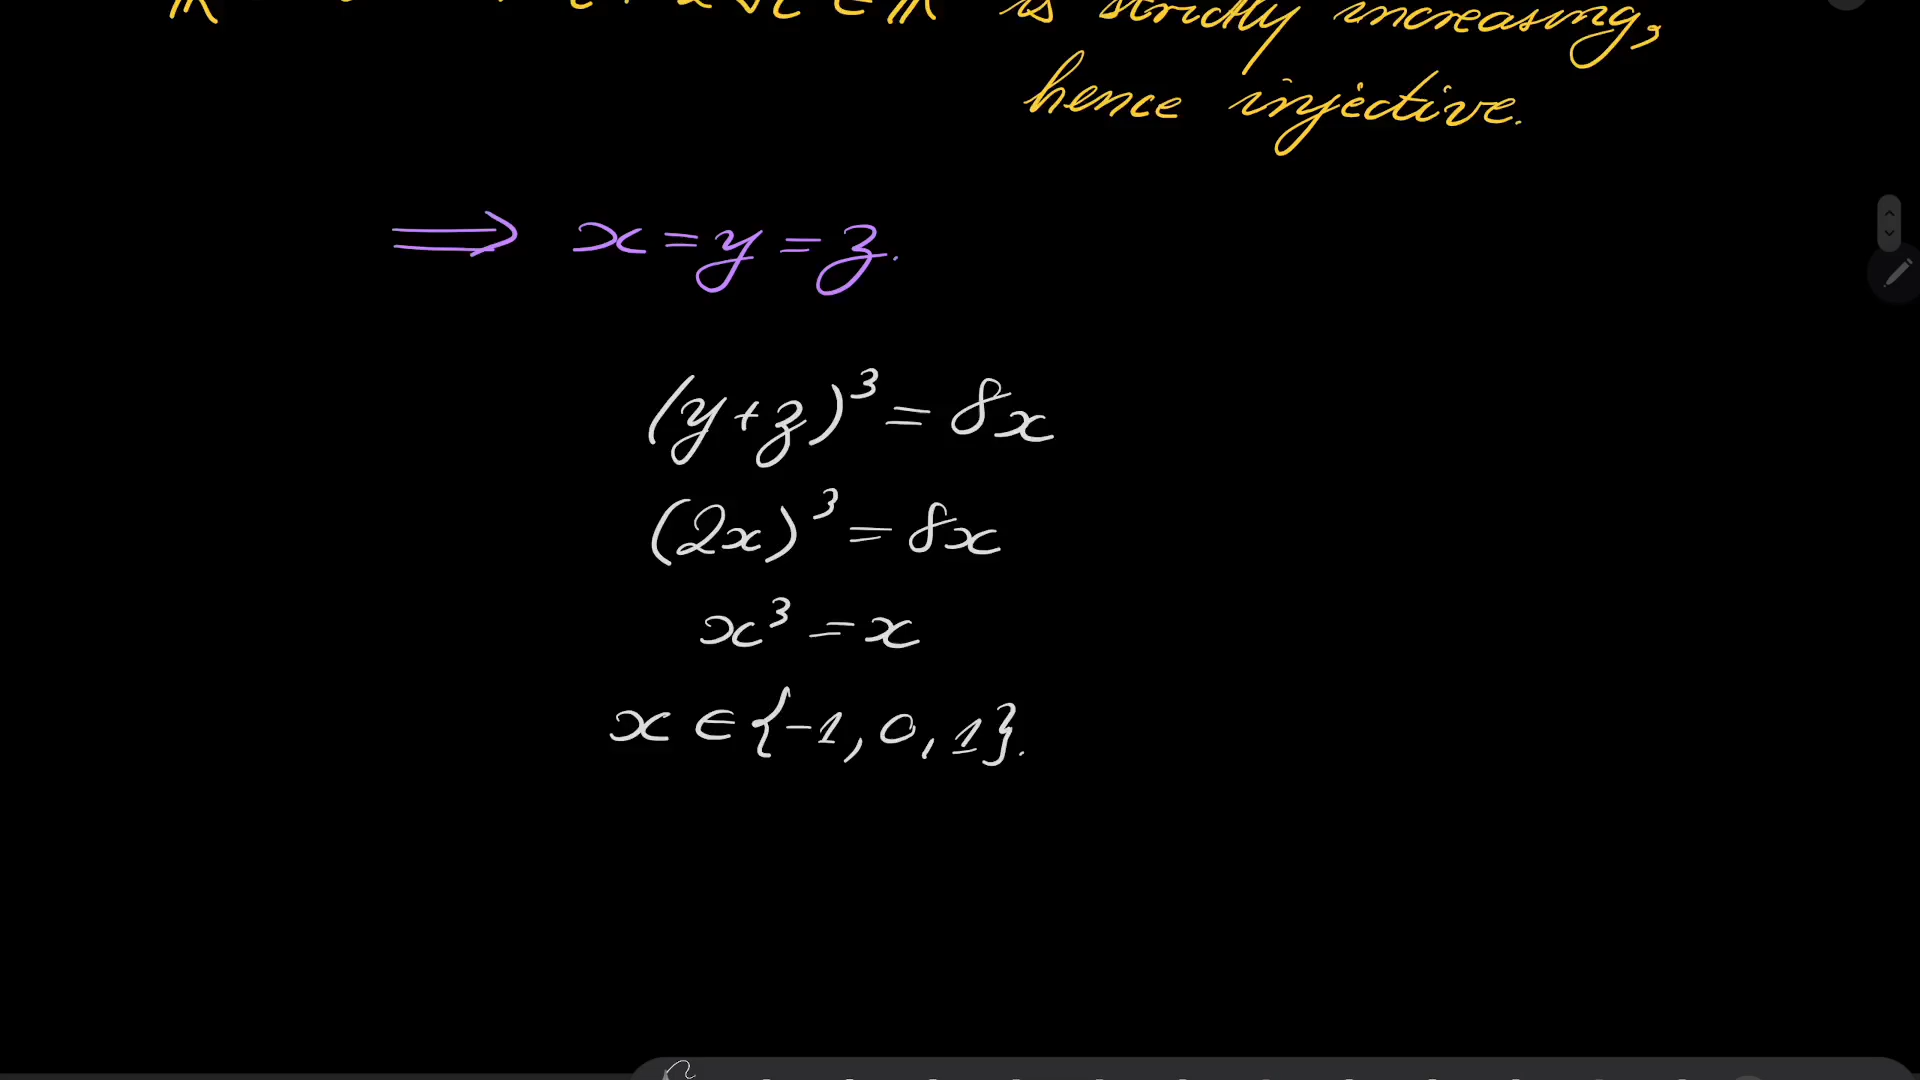 is strictly increasing,
hence injective.
⟹ x = y = z.
(y+z)³ = 8x
(2x)³ = 8x
x³ = x
x ∈ {-1, 0, 1}.